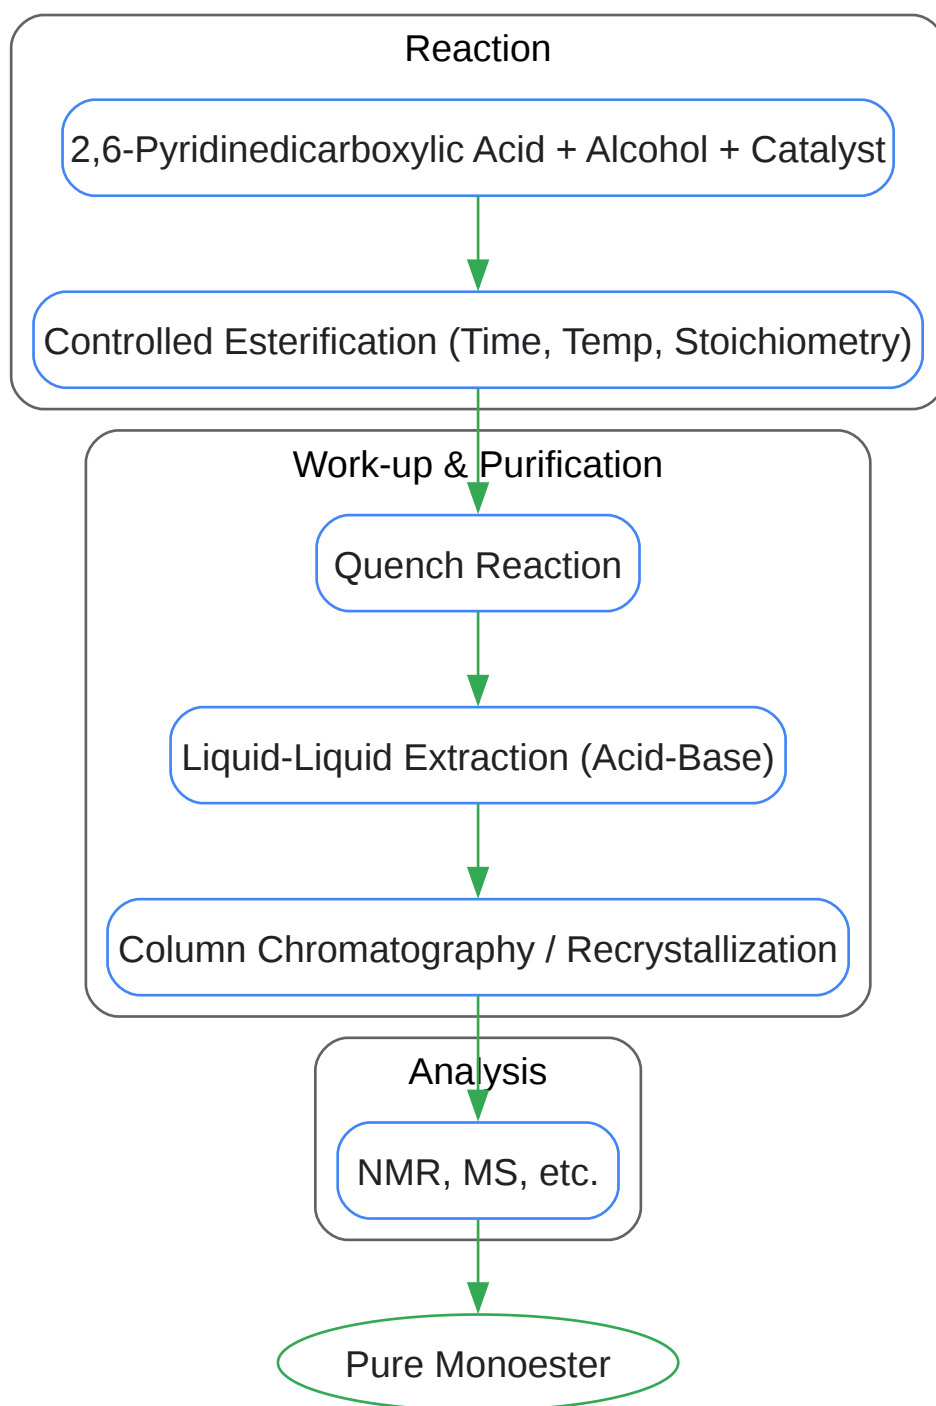 Reaction
2,6-Pyridinedicarboxylic Acid + Alcohol + Catalyst
Controlled Esterification (Time, Temp, Stoichiometry)
Work-up & Purification
Quench Reaction
Liquid-Liquid Extraction (Acid-Base)
Column Chromatography / Recrystallization
Analysis
NMR, MS, etc.
Pure Monoester